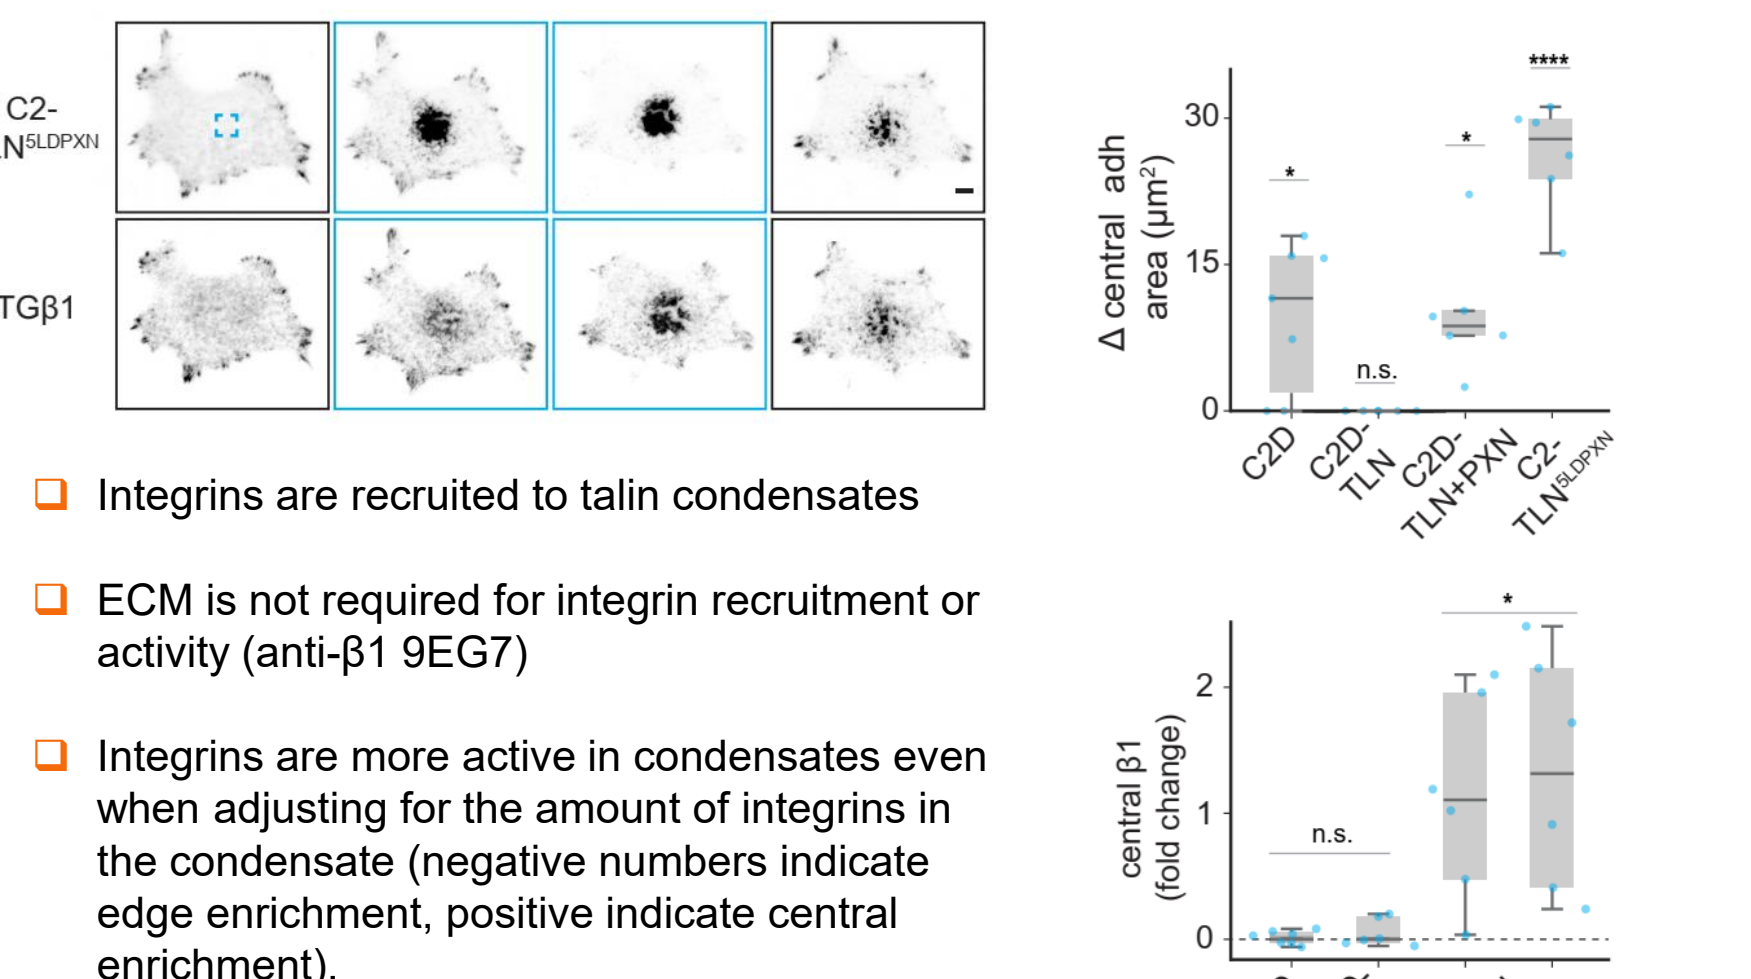 C2-
LN5LDPXN
TGβ1
❑ Integrins are recruited to talin condensates
❑ ECM is not required for integrin recruitment or
activity (anti-β1 9EG7)
❑ Integrins are more active in condensates even
when adjusting for the amount of integrins in
the condensate (negative numbers indicate
edge enrichment, positive indicate central
enrichment).
Δ central adh
area (µm²)
30
15
0
*
n.s.
*
****
C2D
C2D-
TLN
C2D-
TLN+PXN
C2-
TLN5LDPXN
central β1
(fold change)
2
1
0
n.s.
*